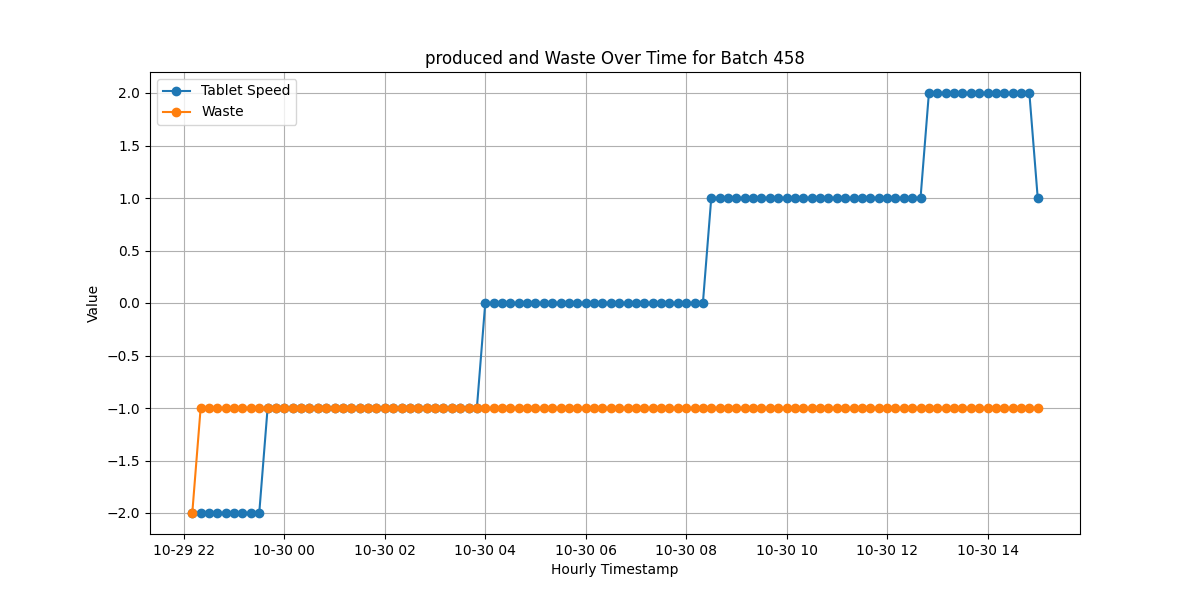 produced and Waste Over Time for Batch 458
Tablet Speed
Waste
2.0
1.5
1.0
0.5
0.0
−0.5
−1.0
−1.5
−2.0
Value
10-29 22 10-30 00 10-30 02 10-30 04 10-30 06 10-30 08 10-30 10 10-30 12 10-30 14
Hourly Timestamp